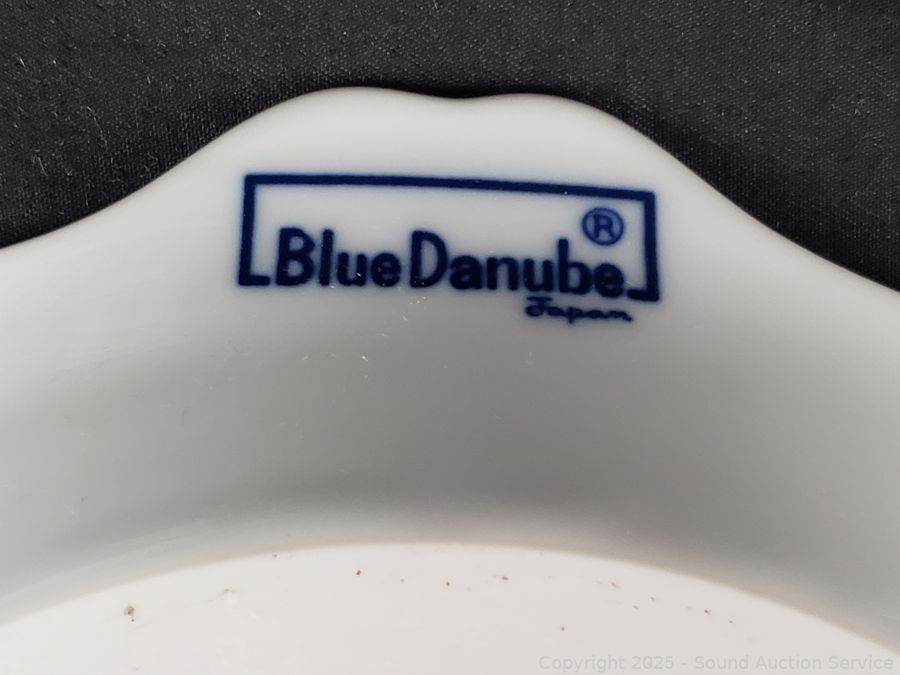 Blue Danube ®
Japan
Copyright 2025 - Sound Auction Service